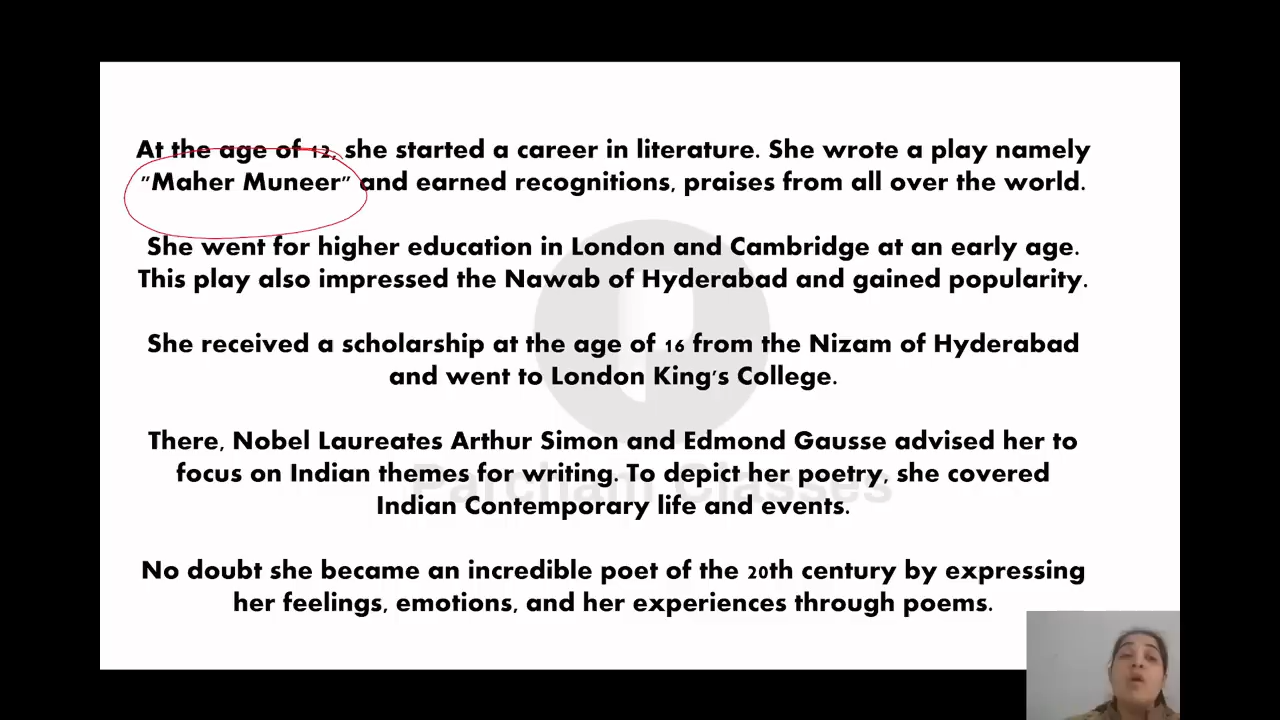 At the age of 12, she started a career in literature. She wrote a play namely
"Maher Muneer" and earned recognitions, praises from all over the world.
She went for higher education in London and Cambridge at an early age.
This play also impressed the Nawab of Hyderabad and gained popularity.
She received a scholarship at the age of 16 from the Nizam of Hyderabad
and went to London King's College.
There, Nobel Laureates Arthur Simon and Edmond Gausse advised her to
focus on Indian themes for writing. To depict her poetry, she covered
Indian Contemporary life and events.
No doubt she became an incredible poet of the 20th century by expressing
her feelings, emotions, and her experiences through poems.
Parcham Classes